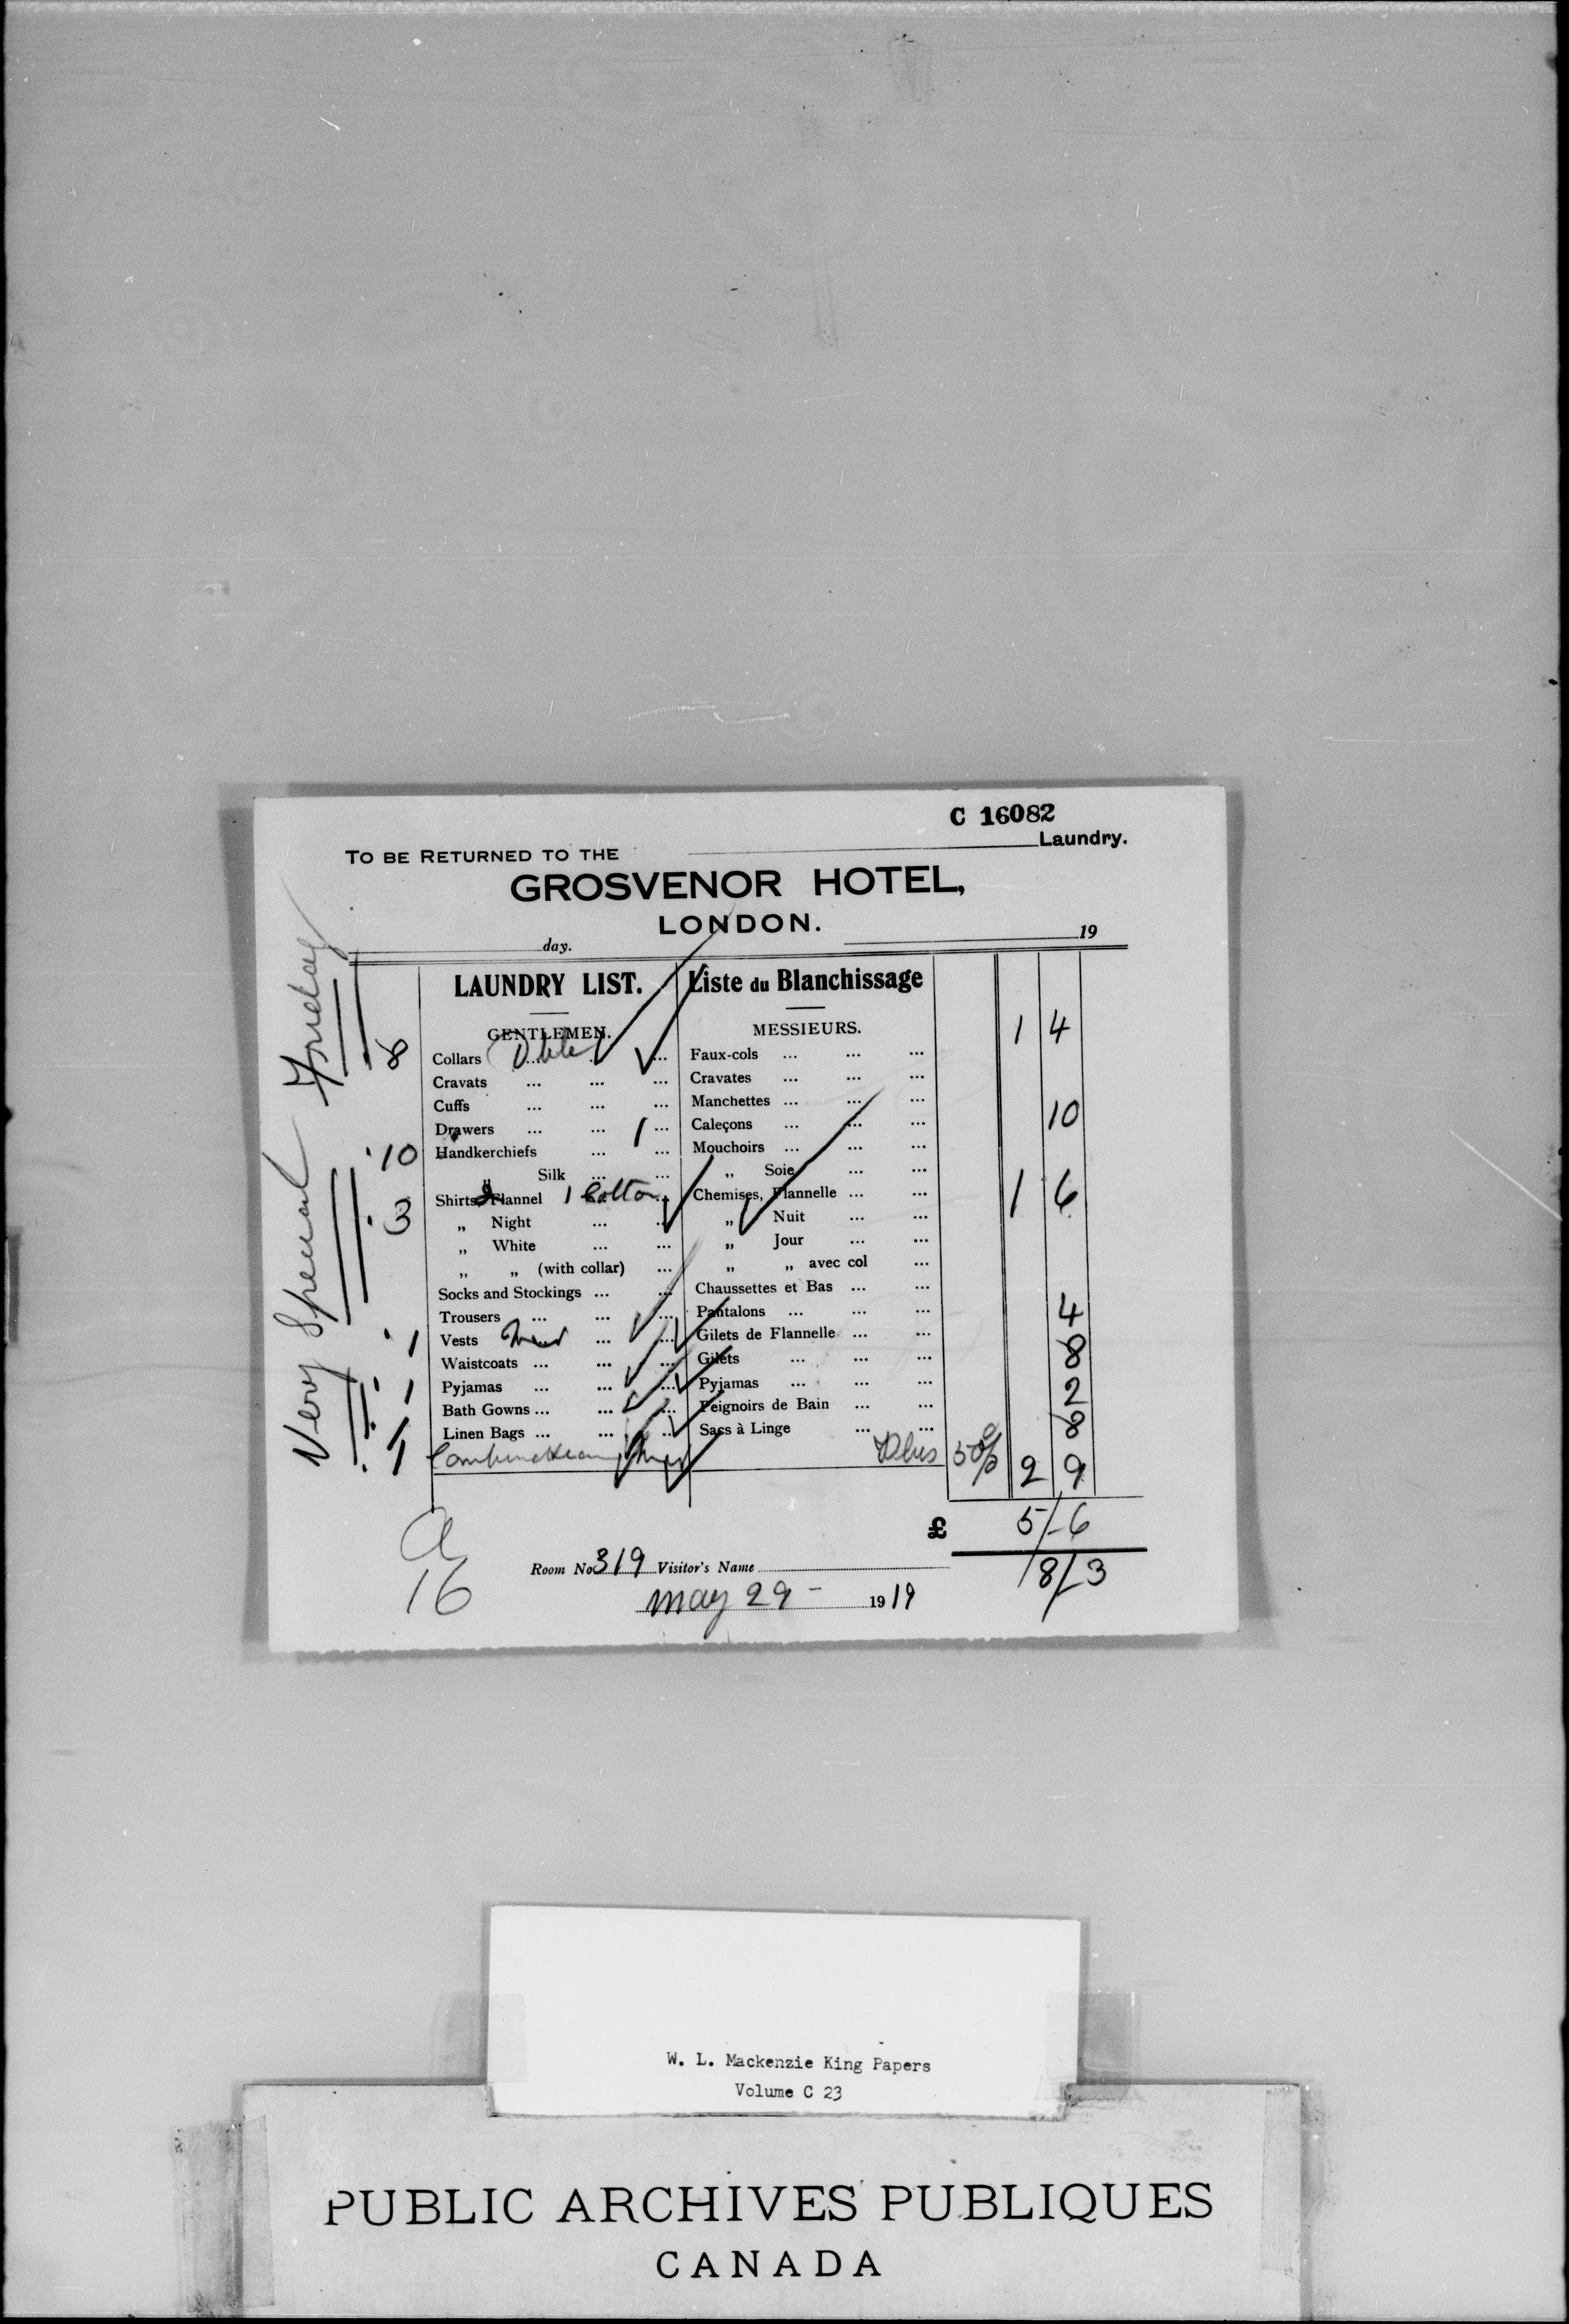 C 16082
Laundry.
TO BE RETURNED TO THE
GROSVENOR HOTEL,
LONDON.
day. 19
Very Special Friday
LAUNDRY LIST. Liste du Blanchissage
GENTLEMEN. MESSIEURS. 1 4
8 Collars ... Faux-cols ... ... ...
Cravats ... ... ... Cravates ... ... ...
Cuffs ... ... ... Manchettes ... ... ...
Drawers ... ... ... Caleçons ... ... ... 10
10 Handkerchiefs ... ... Mouchoirs ... ... ...
„ Silk ... ... „ Soie ... ...
3 Shirts, 2 Flannel 1 Cotton Chemises, Flannelle ... ... 1 6
„ Night ... ... „ Nuit ... ...
„ White ... ... „ Jour ... ...
„ „ (with collar) ... „ „ avec col ...
Socks and Stockings ... ... Chaussettes et Bas ... ...
Trousers ... ... ... Pantalons ... ... ... 4
1 Vests ... ... Gilets de Flannelle ... ... 8
Waistcoats ... ... ... Gilets ... ... ...
1 Pyjamas ... ... ... Pyjamas ... ... ... 2
Bath Gowns ... ... ... Peignoirs de Bain ... ... 8
1 Linen Bags ... ... ... Sacs à Linge ... ...
1 Combinations Plus 50% 2 9
£ 5/-6
8/3
a
16
Room No 319 Visitor's Name
May 29 - 1919
W. L. Mackenzie King Papers
Volume C 23
PUBLIC ARCHIVES PUBLIQUES
CANADA